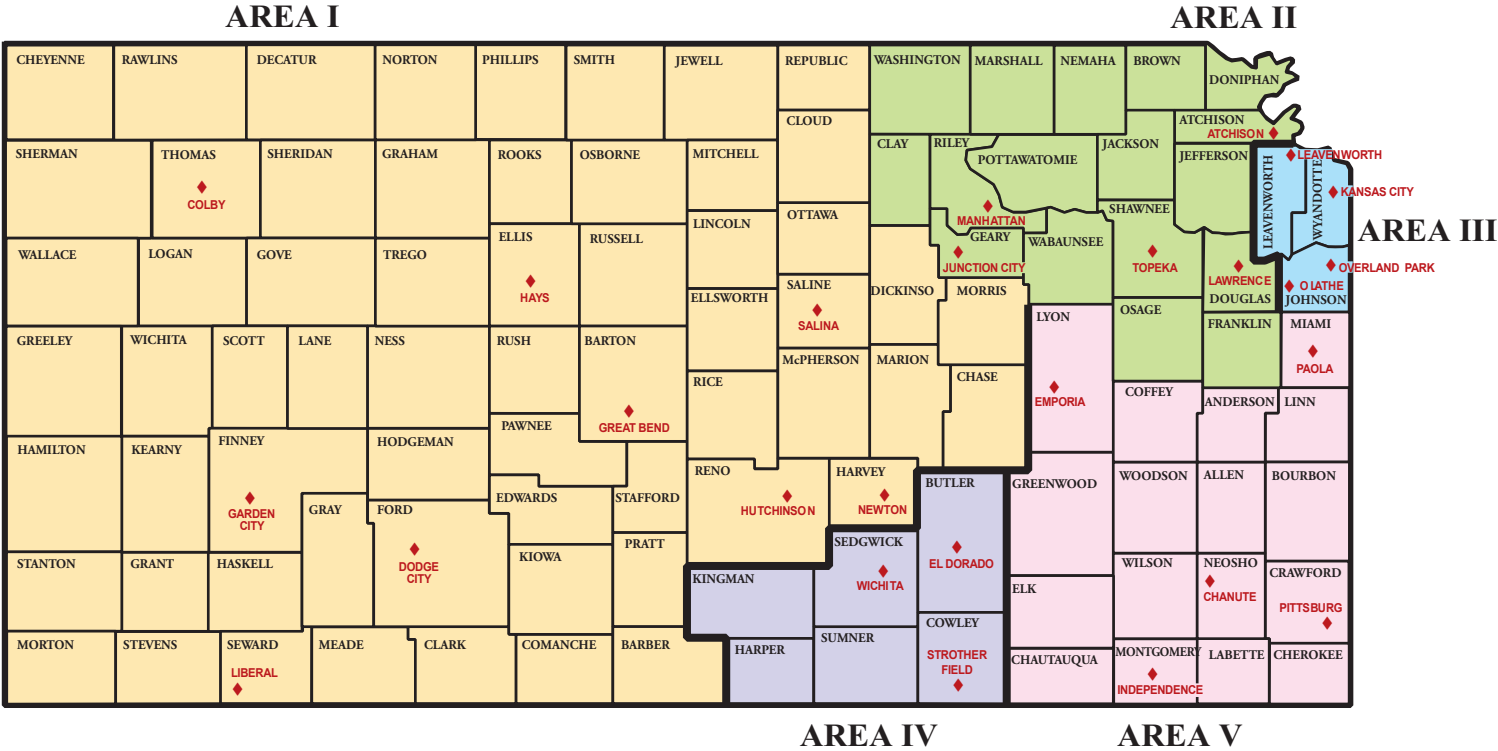 AREA I
AREA II
CHEYENNE
RAWLINS
DECATUR
NORTON
PHILLIPS
SMITH
JEWELL
REPUBLIC
WASHINGTON
MARSHALL
NEMAHA
BROWN
DONIPHAN
CLOUD
ATCHISON
ATCHISON
SHERMAN
THOMAS
COLBY
SHERIDAN
GRAHAM
ROOKS
OSBORNE
MITCHELL
CLAY
RILEY
POTTAWATOMIE
JACKSON
JEFFERSON
LEAVENWORTH
LEAVENWORTH
WYANDOTTE
KANSAS CITY
AREA III
LINCOLN
OTTAWA
MANHATTAN
SHAWNEE
WALLACE
LOGAN
GOVE
TREGO
ELLIS
HAYS
RUSSELL
GEARY
JUNCTION CITY
WABAUNSEE
TOPEKA
LAWRENCE
DOUGLAS
OVERLAND PARK
OLATHE
JOHNSON
ELLSWORTH
SALINE
SALINA
DICKINSO
MORRIS
LYON
EMPORIA
OSAGE
FRANKLIN
MIAMI
PAOLA
GREELEY
WICHITA
SCOTT
LANE
NESS
RUSH
BARTON
GREAT BEND
RICE
McPHERSON
MARION
CHASE
COFFEY
ANDERSON
LINN
PAWNEE
HAMILTON
KEARNY
FINNEY
GARDEN
CITY
HODGEMAN
EDWARDS
STAFFORD
RENO
HUTCHINSON
HARVEY
NEWTON
BUTLER
EL DORADO
GREENWOOD
WOODSON
ALLEN
BOURBON
GRAY
FORD
DODGE
CITY
KIOWA
PRATT
SEDGWICK
WICHITA
STANTON
GRANT
HASKELL
KINGMAN
ELK
WILSON
NEOSHO
CHANUTE
CRAWFORD
PITTSBURG
MORTON
STEVENS
SEWARD
LIBERAL
MEADE
CLARK
COMANCHE
BARBER
HARPER
SUMNER
COWLEY
STROTHER
FIELD
CHAUTAUQUA
MONTGOMERY
INDEPENDENCE
LABETTE
CHEROKEE
AREA IV
AREA V